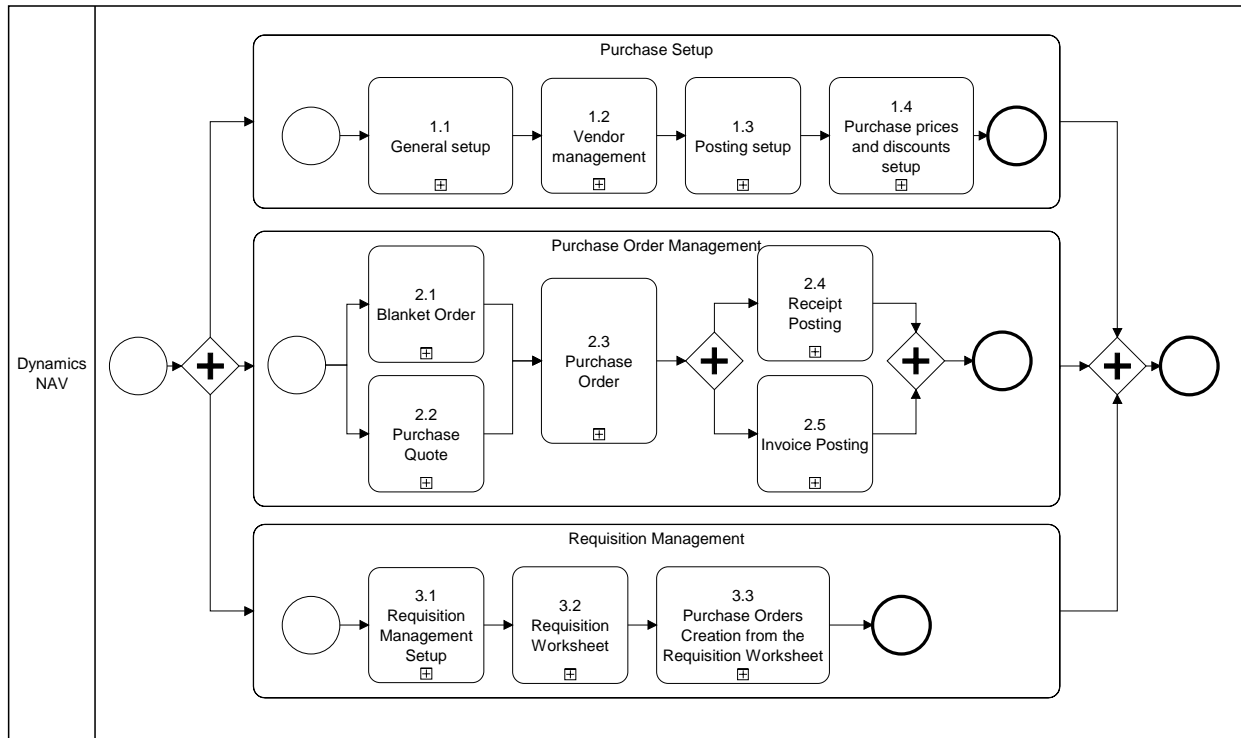 Dynamics
NAV
Purchase Setup
1.1
General setup
1.2
Vendor
management
1.3
Posting setup
1.4
Purchase prices
and discounts
setup
Purchase Order Management
2.1
Blanket Order
2.2
Purchase
Quote
2.3
Purchase
Order
2.4
Receipt
Posting
2.5
Invoice Posting
Requisition Management
3.1
Requisition
Management
Setup
3.2
Requisition
Worksheet
3.3
Purchase Orders
Creation from the
Requisition Worksheet